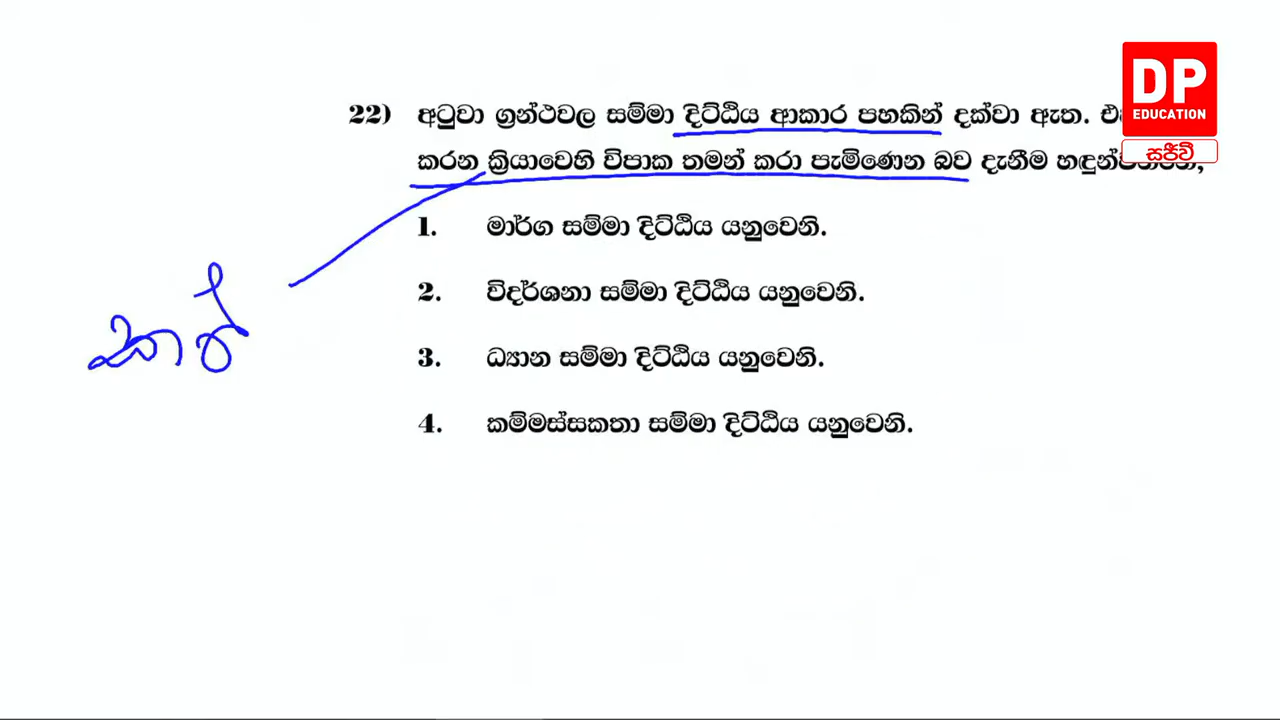 DP
EDUCATION
සජීවී
22) අටුවා ග්‍රන්ථවල සම්මා දිට්ඨිය ආකාර පහකින් දක්වා ඇත.
කරන ක්‍රියාවෙහි විපාක තමන් කරා පැමිණෙන බව දැනීම
1. මාර්ග සම්මා දිට්ඨිය යනුවෙනි.
2. විදර්ශනා සම්මා දිට්ඨිය යනුවෙනි.
3. ධ්‍යාන සම්මා දිට්ඨිය යනුවෙනි.
4. කම්මස්සකතා සම්මා දිට්ඨිය යනුවෙනි.